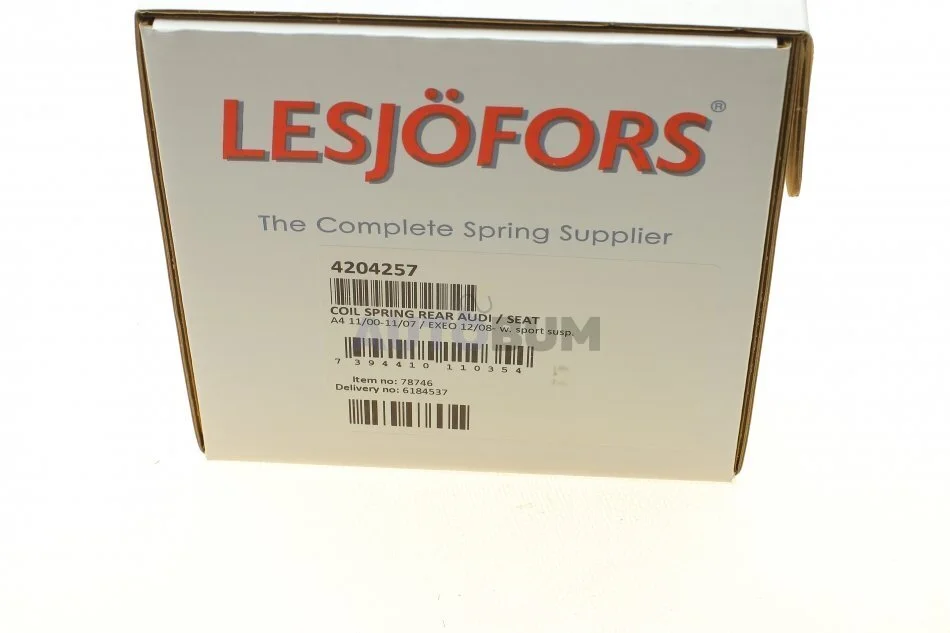 LESJÖFORS®
The Complete Spring Supplier
4204257
COIL SPRING REAR AUDI / SEAT
A4 11/00-11/07 / EXEO 12/08- w. sport susp.
AUTOBUM
7 394410 110354
Item no: 78746
Delivery no: 6184537